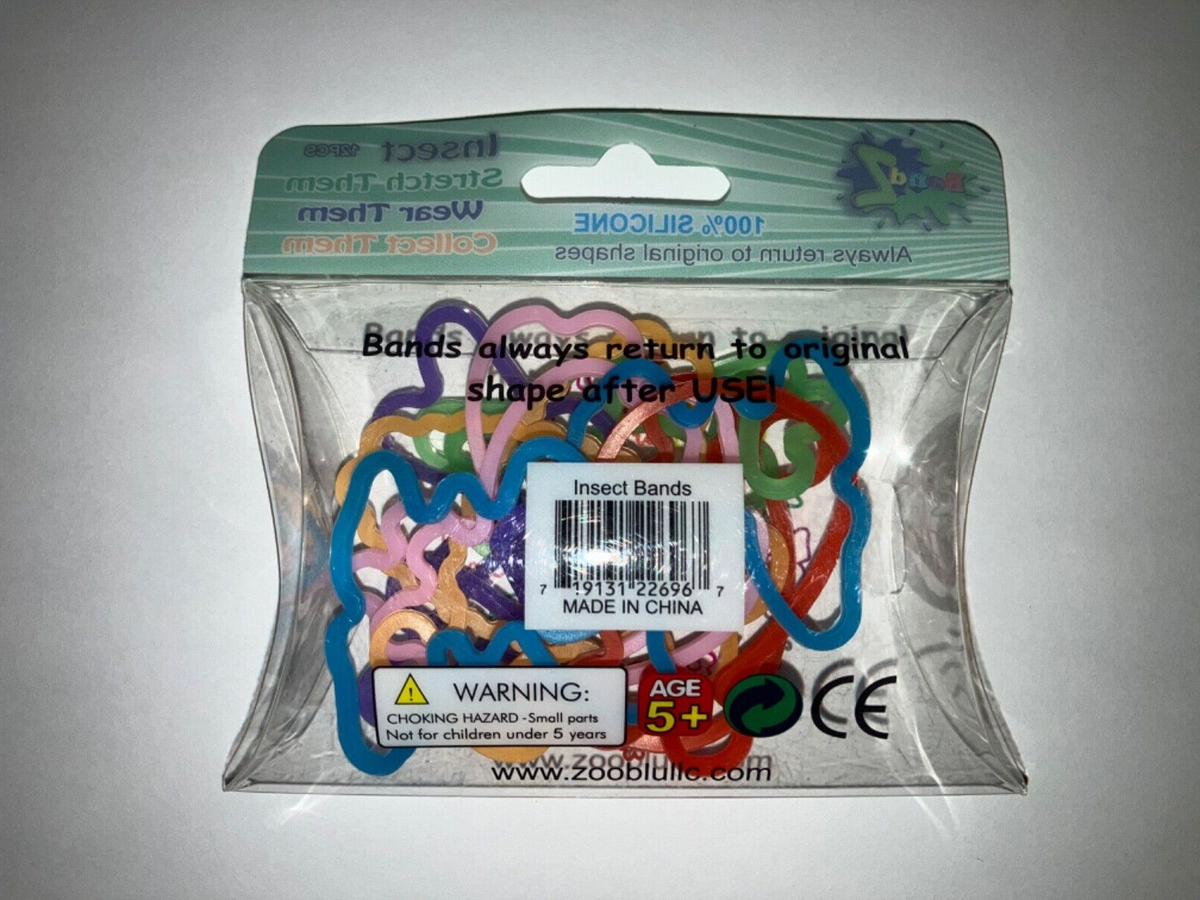 Insect 12PCS
Stretch Them
Wear Them
Collect Them
BandZ
100% SILICONE
Always return to original shapes
Bands always return to original
shape after USE!
Insect Bands
7 19131 22696 7
MADE IN CHINA
WARNING:
CHOKING HAZARD - Small parts
Not for children under 5 years
AGE
5+
CE
www.zooblullc.com